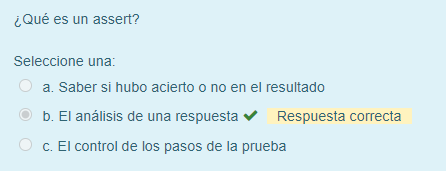 ¿Qué es un assert?
Seleccione una:
a. Saber si hubo acierto o no en el resultado
b. El análisis de una respuesta ✔ Respuesta correcta
c. El control de los pasos de la prueba